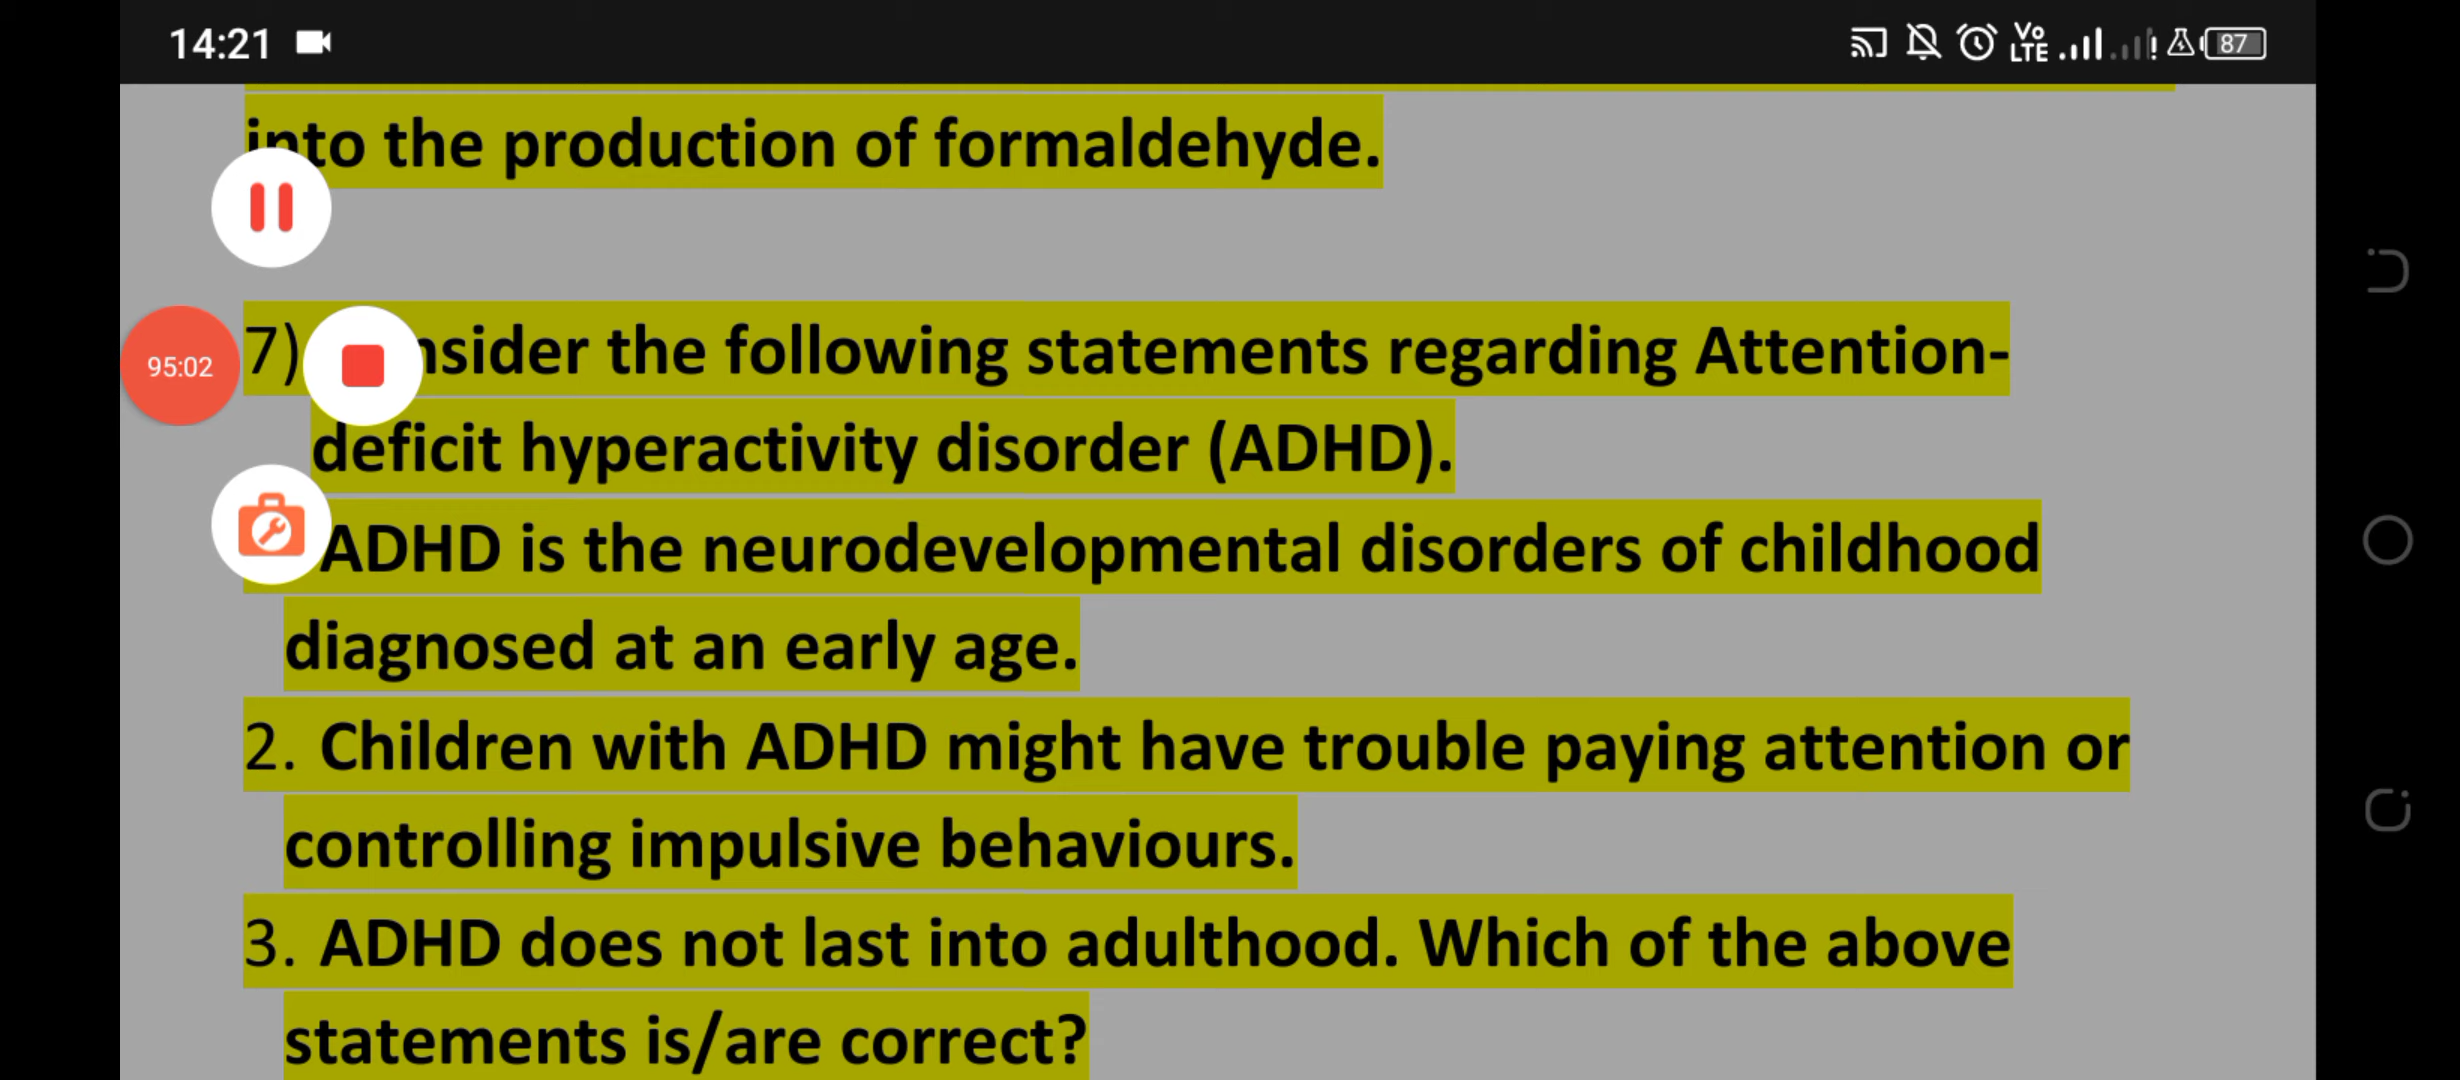 14:21
Vo
LTE
87
into the production of formaldehyde.
95:02
7) nsider the following statements regarding Attention-
deficit hyperactivity disorder (ADHD).
ADHD is the neurodevelopmental disorders of childhood
diagnosed at an early age.
2. Children with ADHD might have trouble paying attention or
controlling impulsive behaviours.
3. ADHD does not last into adulthood. Which of the above
statements is/are correct?